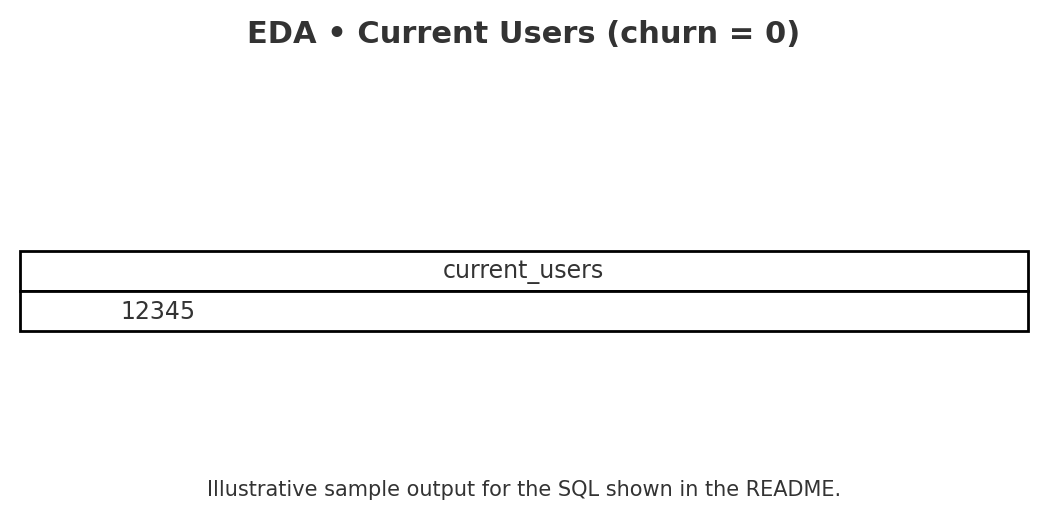 EDA • Current Users (churn = 0)
current_users
12345
Illustrative sample output for the SQL shown in the README.